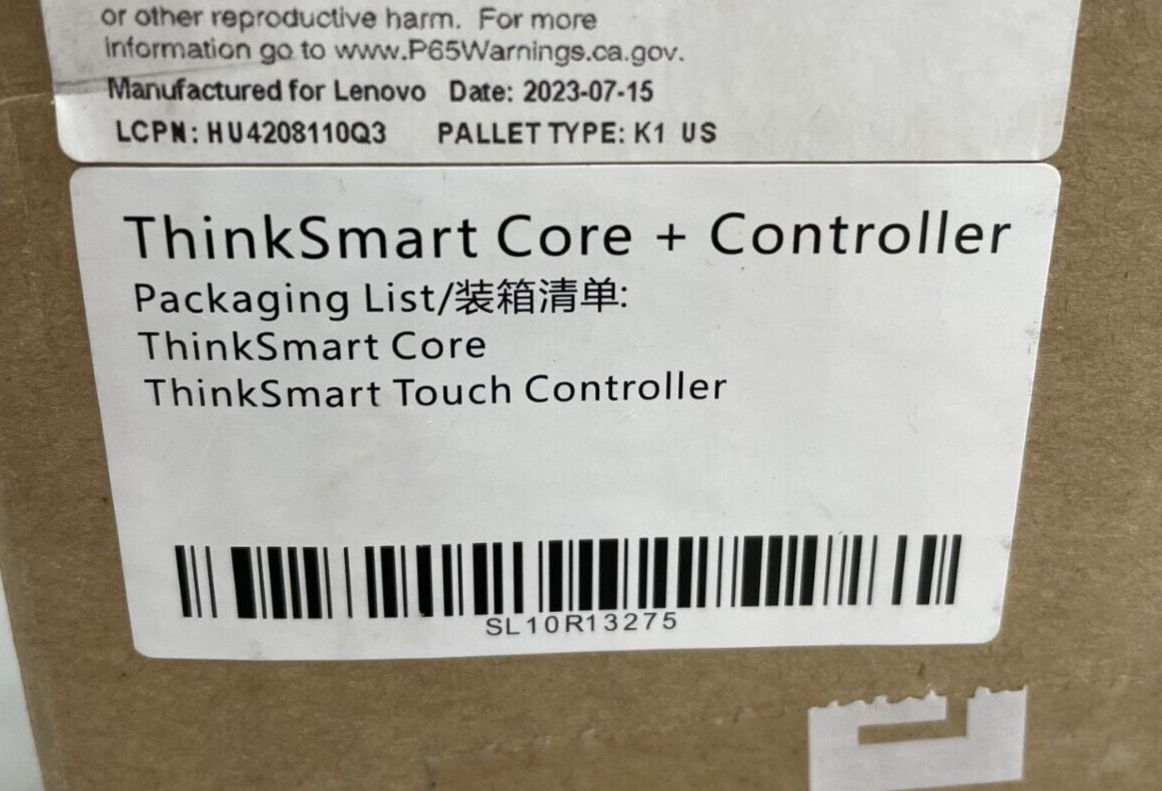 or other reproductive harm. For more
information go to www.P65Warnings.ca.gov.
Manufactured for Lenovo Date: 2023-07-15
LCPN: HU4208110Q3 PALLET TYPE: K1 US
ThinkSmart Core + Controller
Packaging List/装箱清单:
ThinkSmart Core
ThinkSmart Touch Controller
SL10R13275